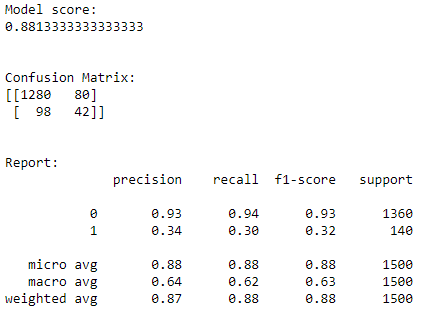 Model score:
0.8813333333333333
Confusion Matrix:
[[1280   80]
 [  98   42]]
Report:
              precision    recall  f1-score   support
           0       0.93      0.94      0.93      1360
           1       0.34      0.30      0.32       140
   micro avg       0.88      0.88      0.88      1500
   macro avg       0.64      0.62      0.63      1500
weighted avg       0.87      0.88      0.88      1500